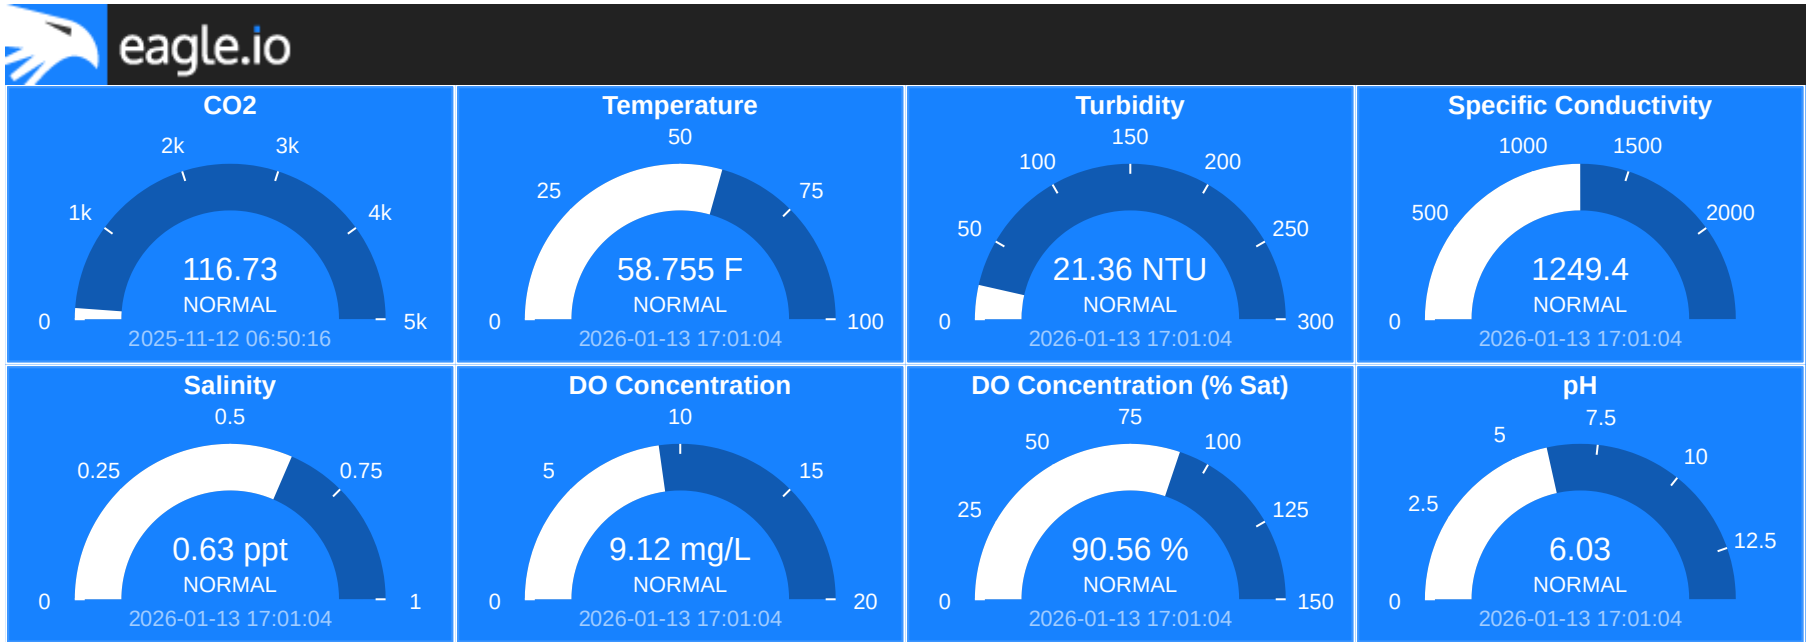 eagle.io
CO2
0
1k
2k
3k
4k
5k
116.73
NORMAL
2025-11-12 06:50:16
Temperature
0
25
50
75
100
58.755 F
NORMAL
2026-01-13 17:01:04
Turbidity
0
50
100
150
200
250
300
21.36 NTU
NORMAL
2026-01-13 17:01:04
Specific Conductivity
0
500
1000
1500
2000
1249.4
NORMAL
2026-01-13 17:01:04
Salinity
0
0.25
0.5
0.75
1
0.63 ppt
NORMAL
2026-01-13 17:01:04
DO Concentration
0
5
10
15
20
9.12 mg/L
NORMAL
2026-01-13 17:01:04
DO Concentration (% Sat)
0
25
50
75
100
125
150
90.56 %
NORMAL
2026-01-13 17:01:04
pH
0
2.5
5
7.5
10
12.5
6.03
NORMAL
2026-01-13 17:01:04